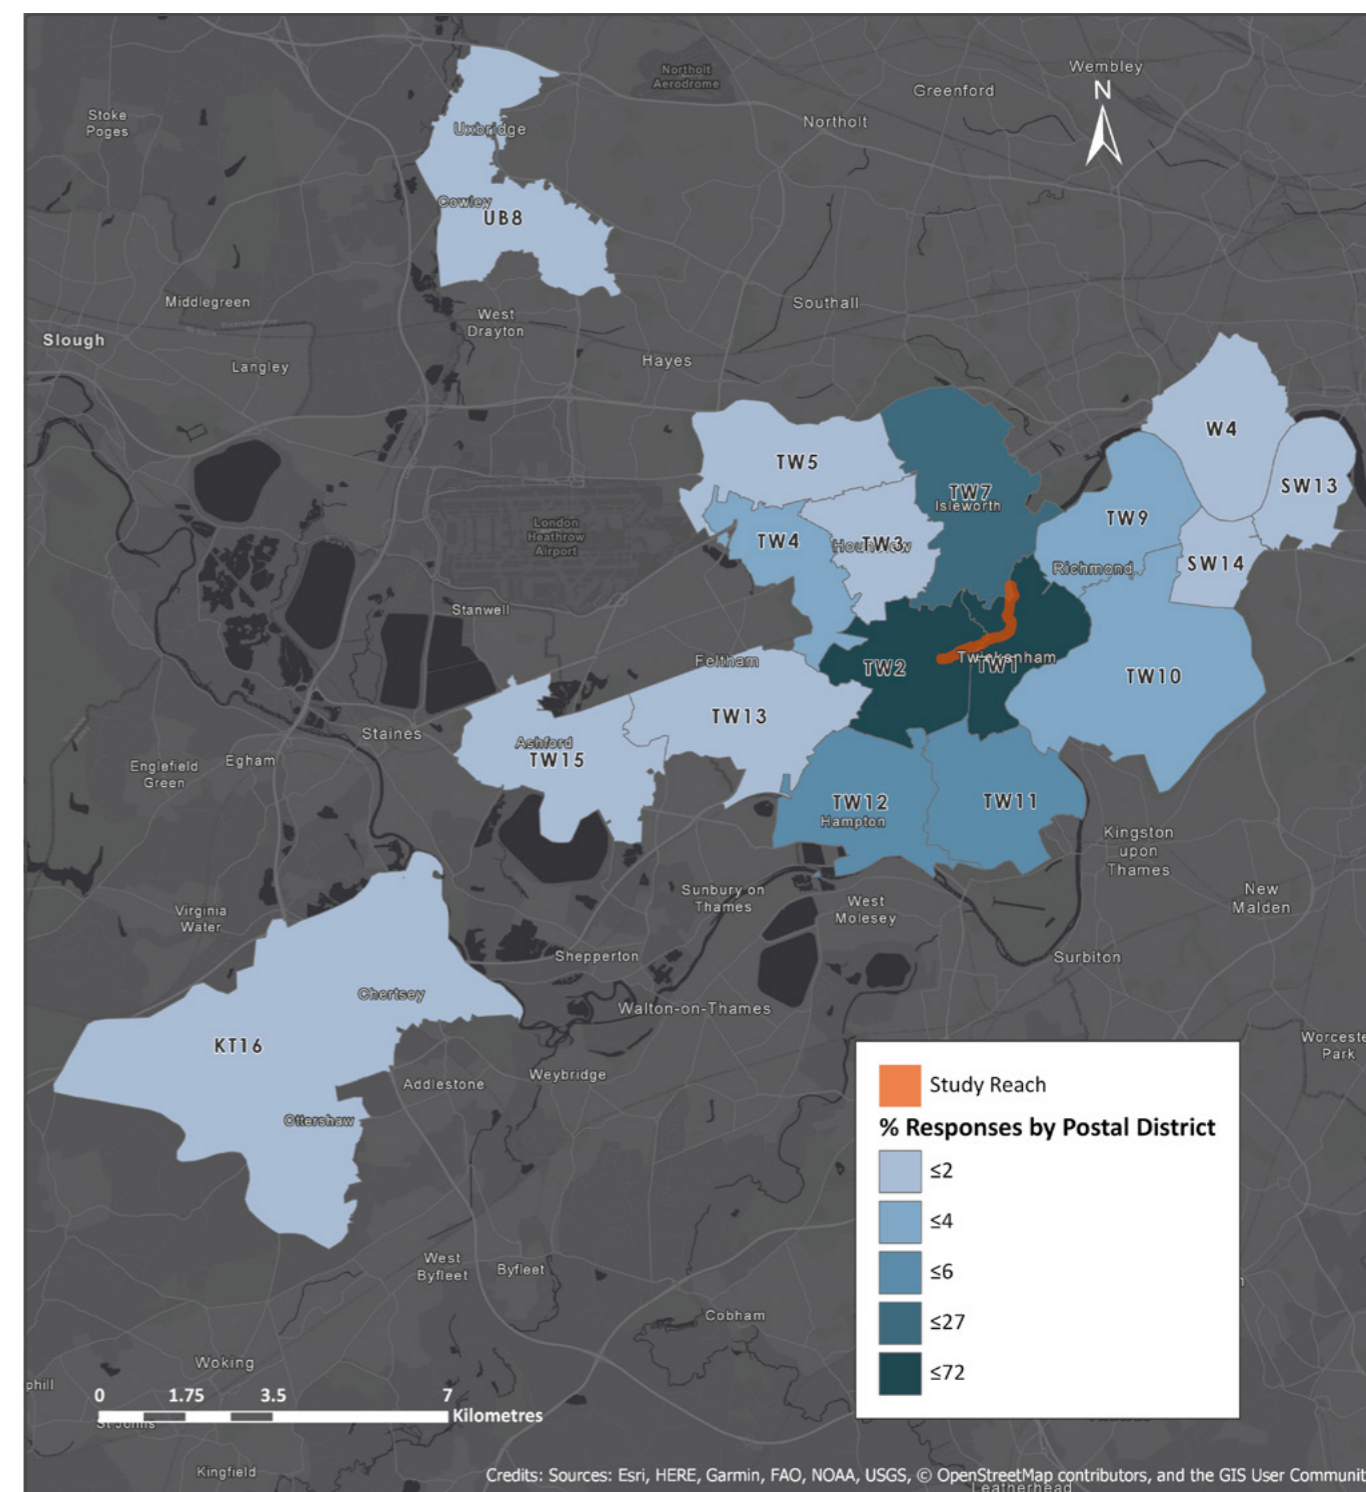 Wembley
N
Northolt
Aerodrome
Greenford
Stoke
Poges
Northolt
Uxbridge
Cowley
UB8
Middlegreen
West
Drayton
Southall
Slough
Langley
Hayes
W4
TW5
SW13
TW7
Isleworth
TW9
London
Heathrow
Airport
TW4
Hounslow
TW3
Richmond
SW14
Stanwell
Feltham
Twickenham
TW2
TW1
TW10
TW13
Staines
Ashford
TW15
Englefield
Green
Egham
TW12
Hampton
TW11
Kingston
upon
Thames
Sunbury on
Thames
West
Molesey
New
Malden
Virginia
Water
Shepperton
Surbiton
Chertsey
Walton-on-Thames
KT16
Worceste
Park
Addlestone
Weybridge
Ottershaw
Study Reach
% Responses by Postal District
≤2
≤4
≤6
≤27
≤72
West
Byfleet
Byfleet
Cobham
Woking
phill
0 1.75 3.5 7
Kilometres
St Johns
Kingfield
Credits: Sources: Esri, HERE, Garmin, FAO, NOAA, USGS, © OpenStreetMap contributors, and the GIS User Communit
Leatherhead